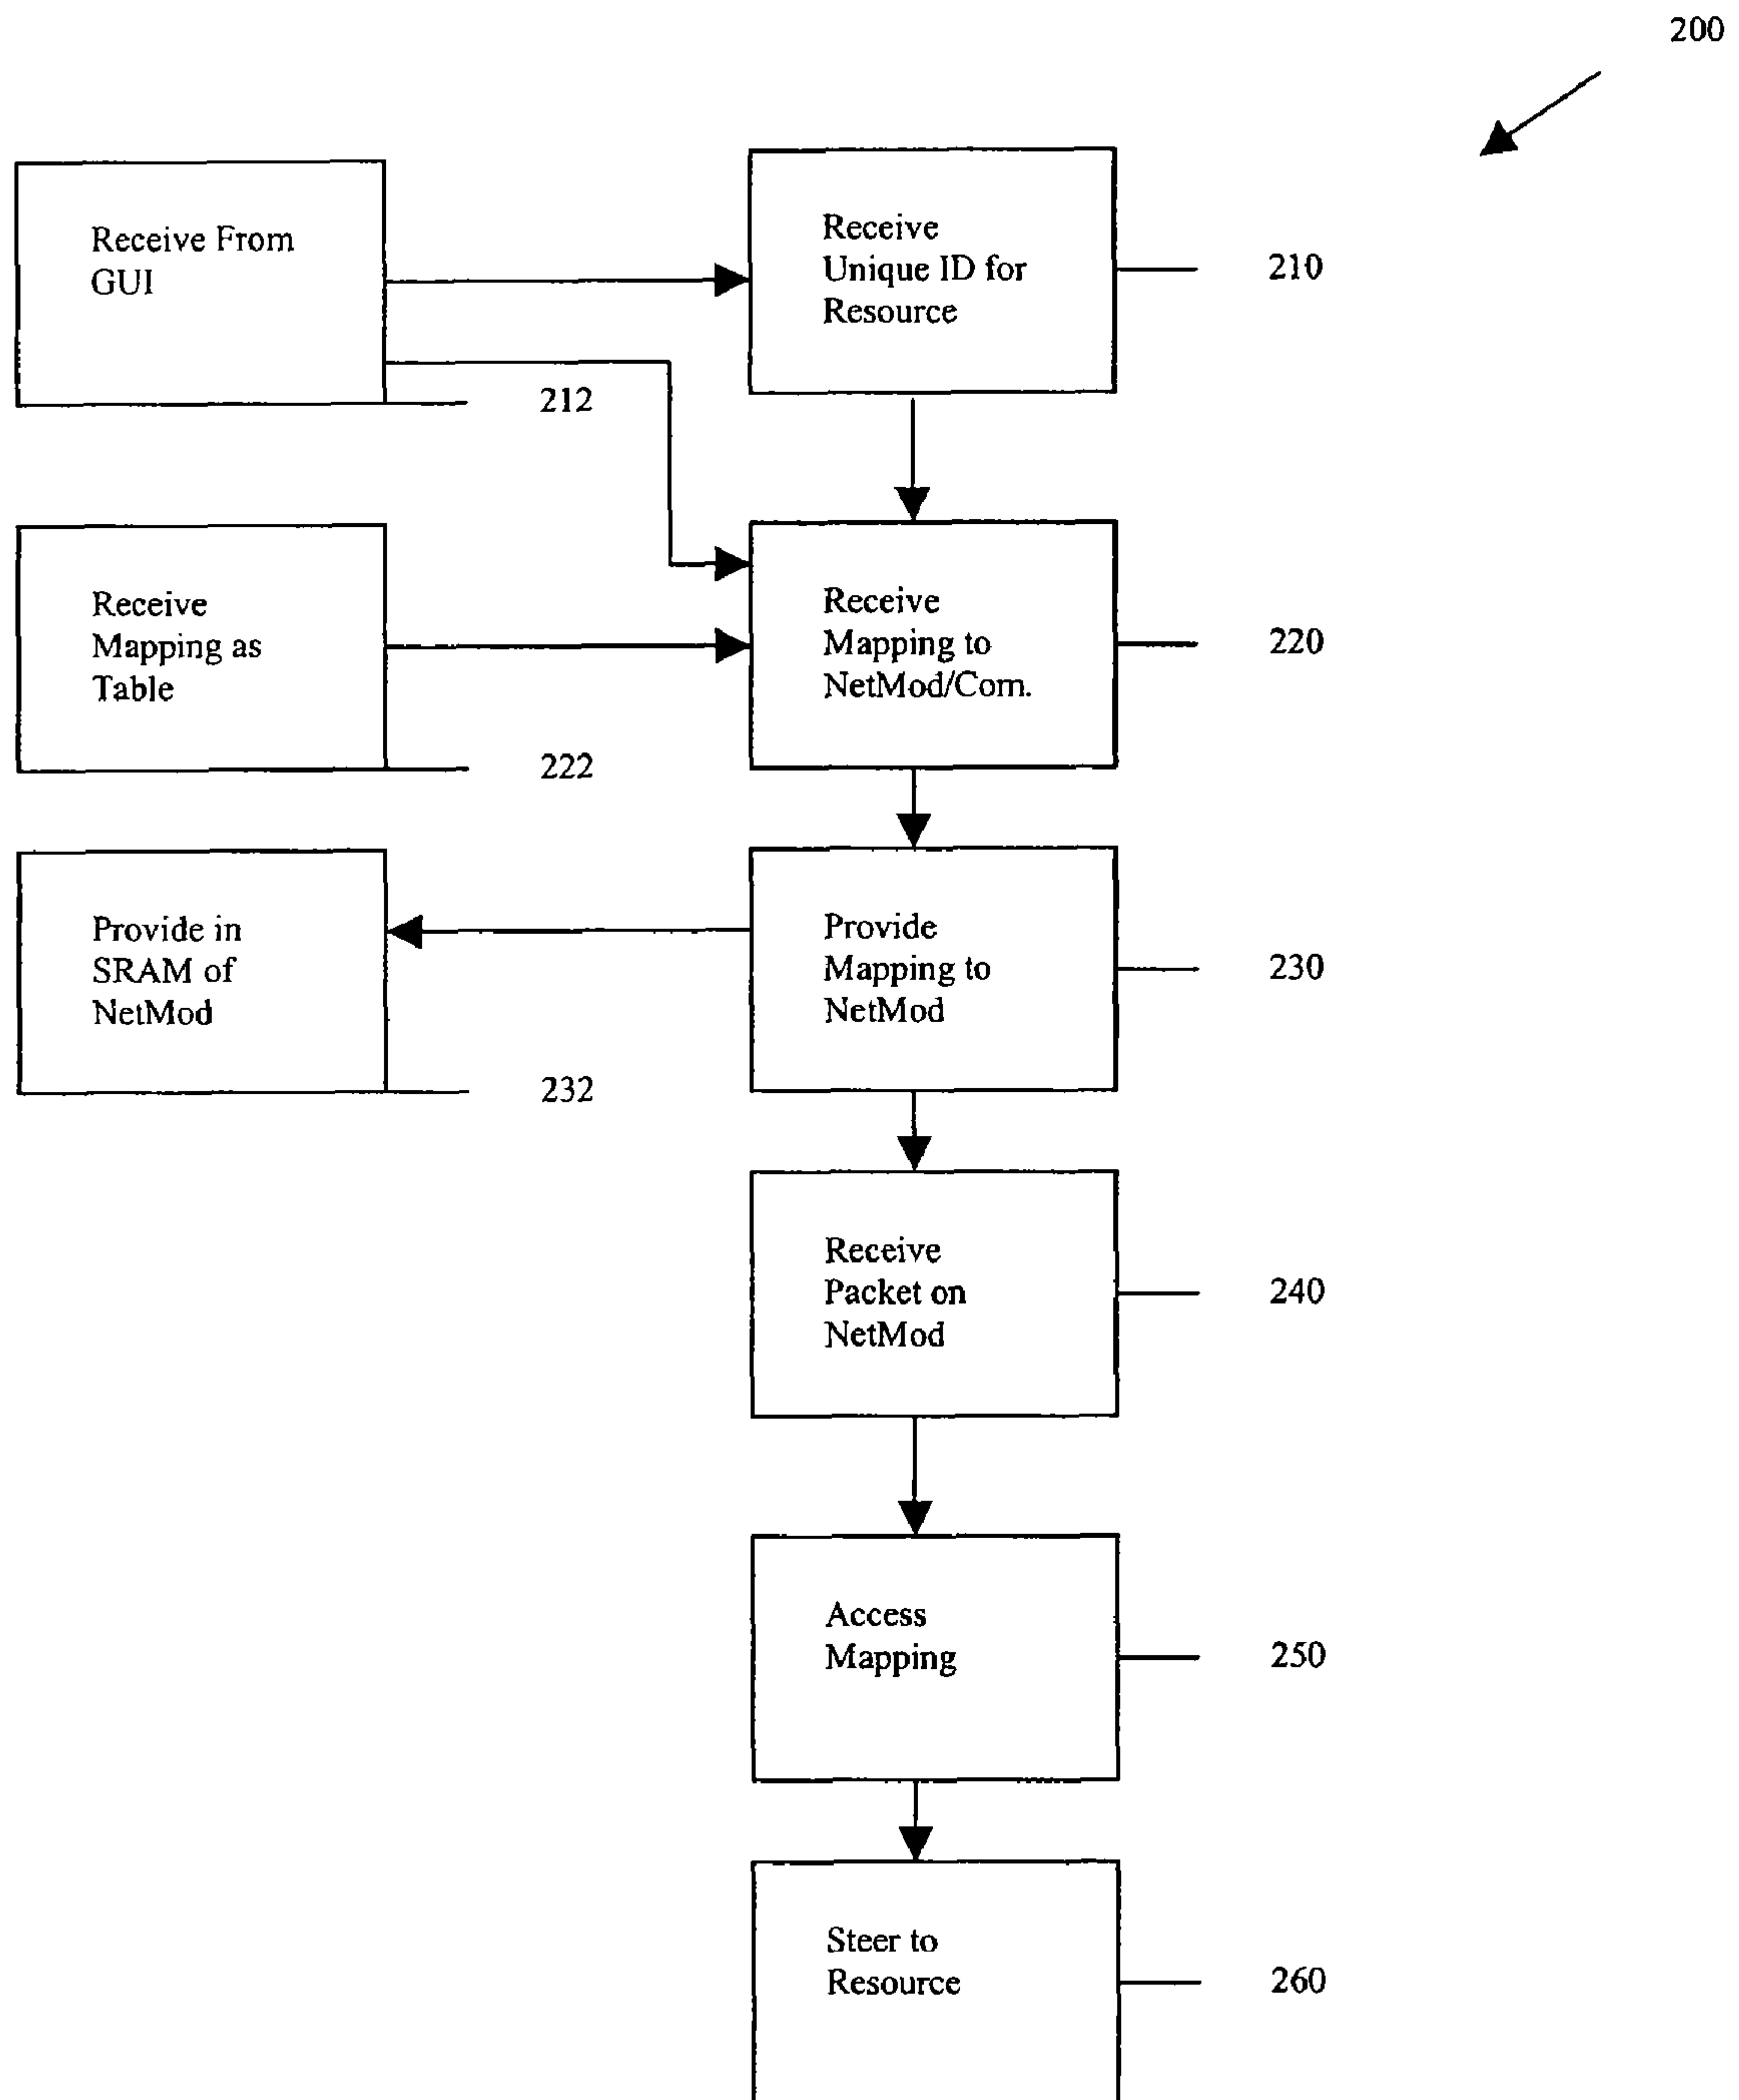 200
Receive From
GUI
212
Receive
Unique ID for
Resource
210
Receive
Mapping as
Table
222
Receive
Mapping to
NetMod/Com.
220
Provide in
SRAM of
NetMod
232
Provide
Mapping to
NetMod
230
Receive
Packet on
NetMod
240
Access
Mapping
250
Steer to
Resource
260